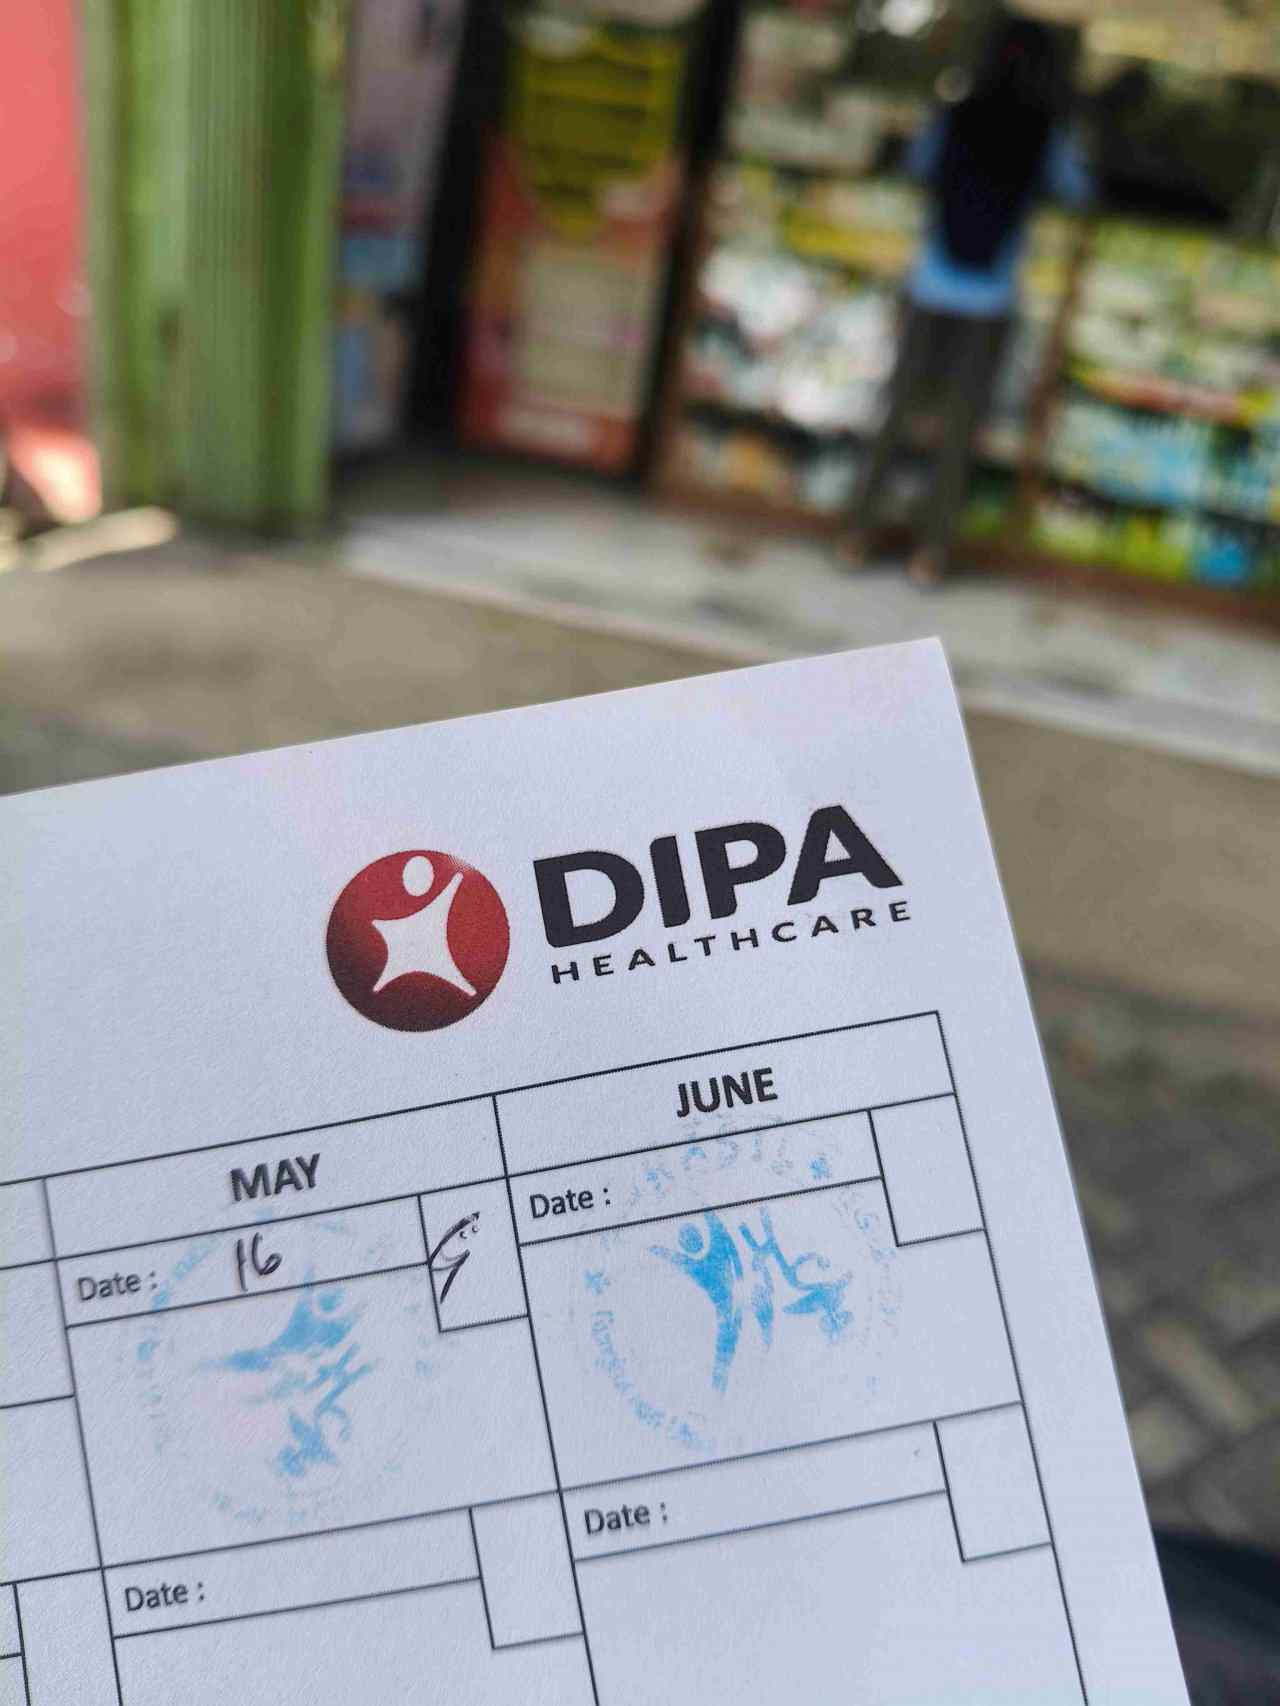 DIPA
HEALTHCARE
MAY
JUNE
Date : 16
Date :
Date :
Date :